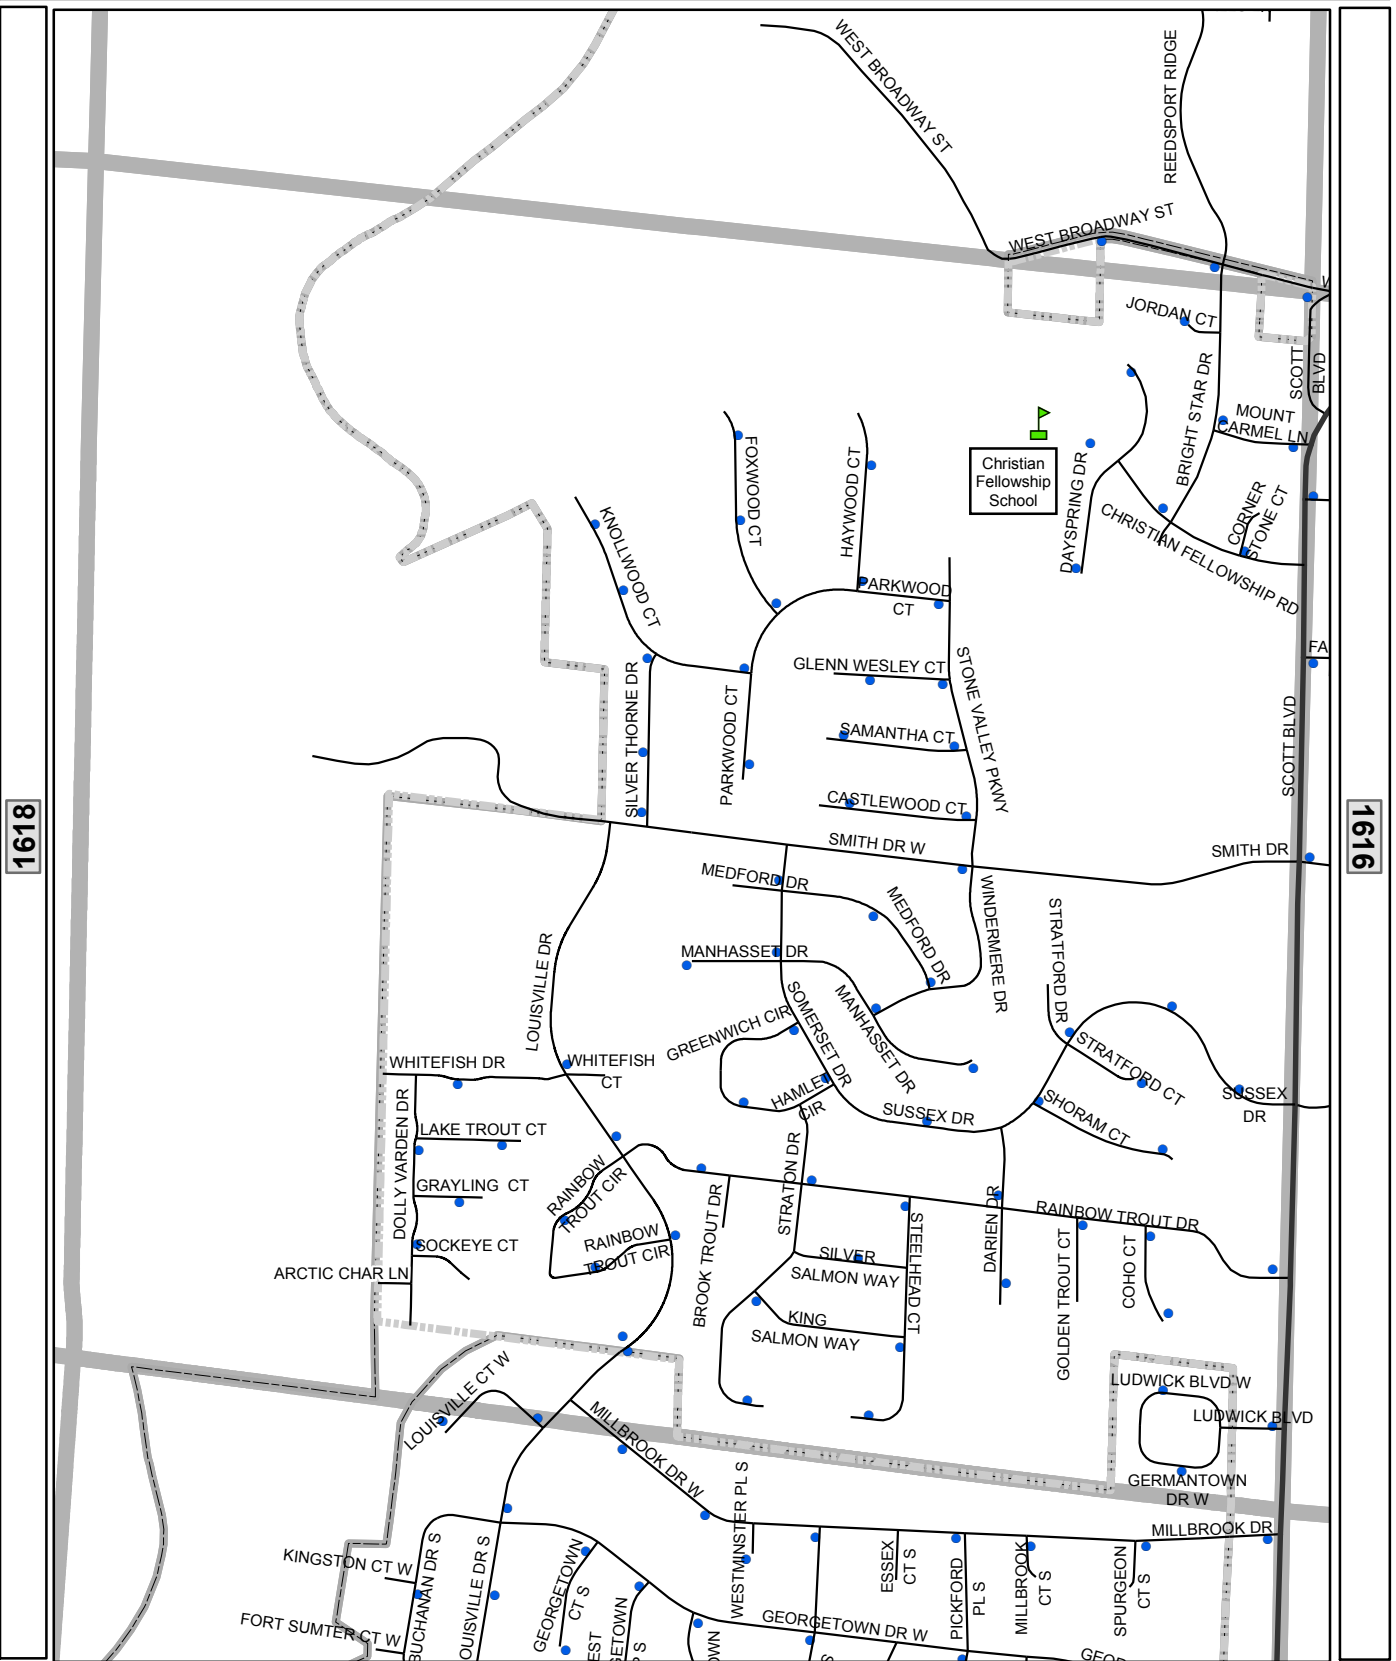 WEST BROADWAY ST
REEDSPORT RIDGE
WEST BROADWAY ST
JORDAN CT
SCOTT
BLVD
BRIGHT STAR DR
MOUNT
CARMEL LN
FOXWOOD CT
HAYWOOD CT
Christian
Fellowship
School
DAYSPRING DR
CORNER
STONE CT
CHRISTIAN FELLOWSHIP RD
KNOLLWOOD CT
PARKWOOD
CT
FA
GLENN WESLEY CT
STONE VALLEY PKWY
SILVER THORNE DR
PARKWOOD CT
SAMANTHA CT
SCOTT BLVD
CASTLEWOOD CT
1618
1616
SMITH DR W
SMITH DR
MEDFORD DR
MEDFORD DR
WINDERMERE DR
STRATFORD DR
LOUISVILLE DR
MANHASSET DR
MANHASSET DR
SOMERSET DR
GREENWICH CIR
STRATFORD CT
WHITEFISH DR
WHITEFISH
CT
HAMLET
CIR
SUSSEX DR
SHORAM CT
SUSSEX
DR
DOLLY VARDEN DR
LAKE TROUT CT
GRAYLING CT
RAINBOW
TROUT CIR
STRATON DR
BROOK TROUT DR
RAINBOW TROUT DR
DARIEN DR
RAINBOW
TROUT CIR
SOCKEYE CT
ARCTIC CHAR LN
SILVER
SALMON WAY
STEELHEAD CT
GOLDEN TROUT CT
COHO CT
KING
SALMON WAY
LOUISVILLE CT W
LUDWICK BLVD W
LUDWICK BLVD
MILLBROOK DR W
GERMANTOWN
DR W
WESTMINSTER PL S
MILLBROOK DR
KINGSTON CT W
BUCHANAN DR S
OUISVILLE DR S
GEORGETOWN
CT S
ESSEX
CT S
PICKFORD
PL S
MILLBROOK
CT S
SPURGEON
CT S
FORT SUMTER CT W
EST
GETOWN
S
OWN
GEORGETOWN DR W
S